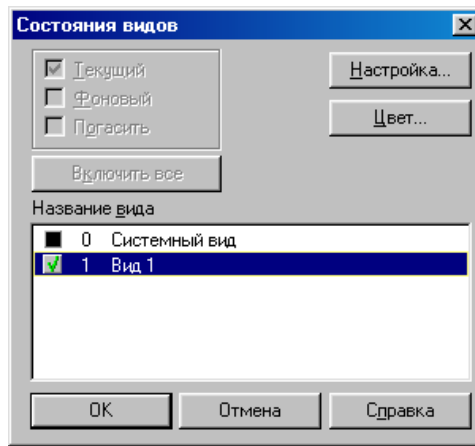 Состояния видов
Текущий
Фоновый
Погасить
Настройка...
Цвет...
Включить все
Название вида
0 Системный вид
1 Вид 1
OK
Отмена
Справка